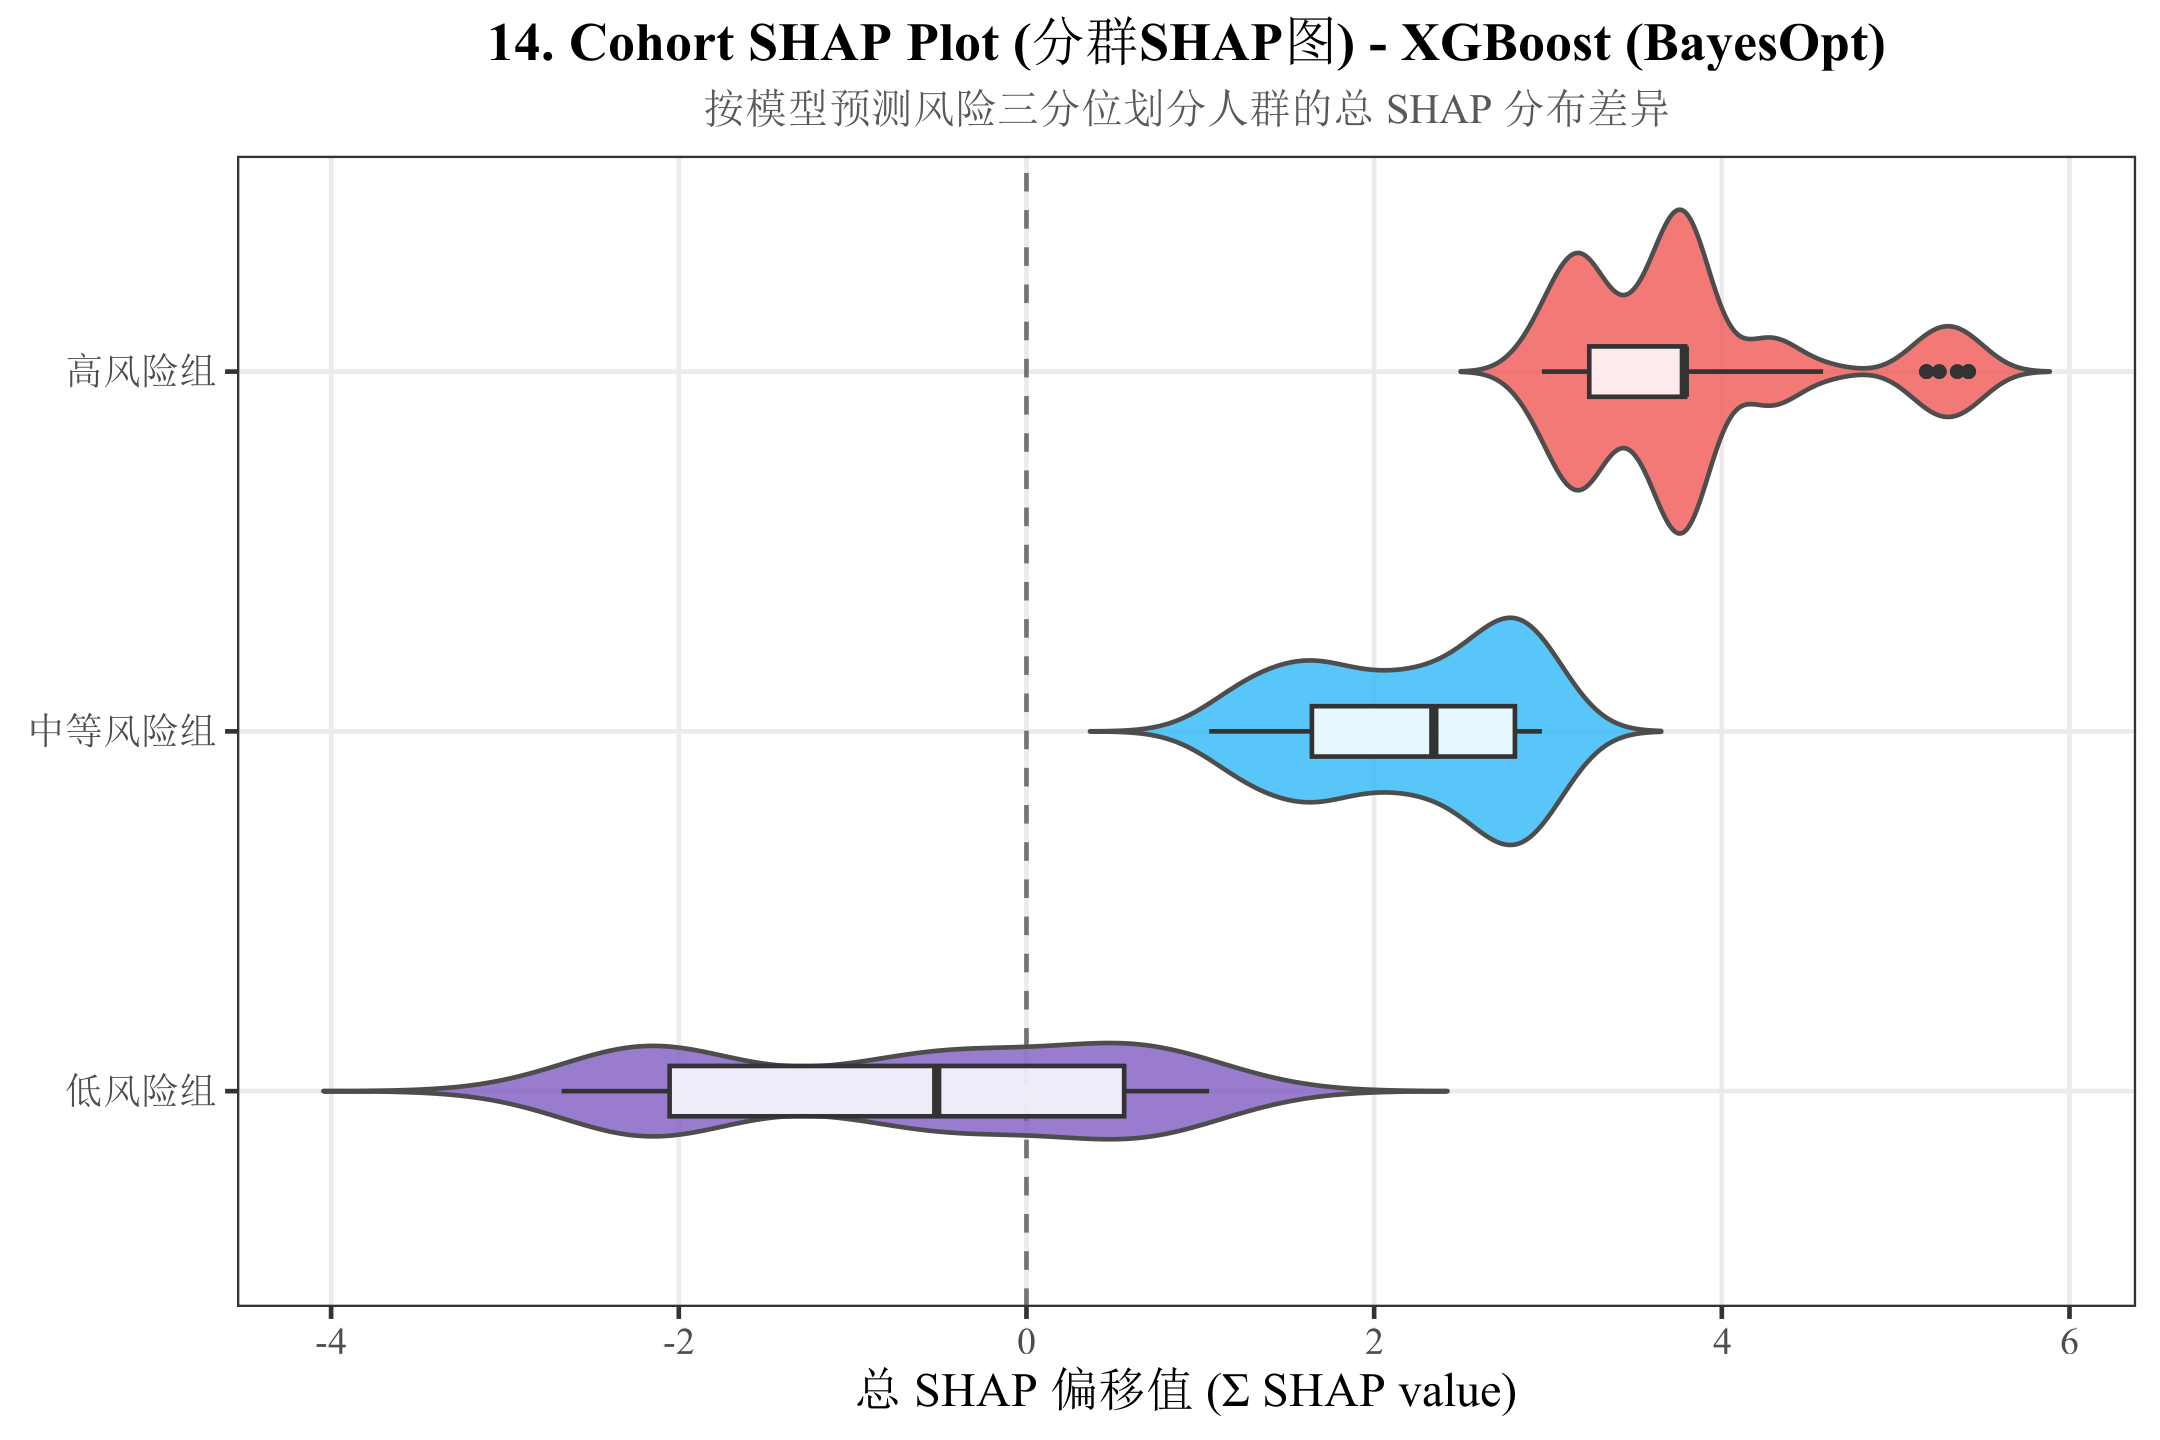 14. Cohort SHAP Plot (分群SHAP图) - XGBoost (BayesOpt)
按模型预测风险三分位划分人群的总 SHAP 分布差异
高风险组
中等风险组
低风险组
-4 -2 0 2 4 6
总 SHAP 偏移值 (Σ SHAP value)